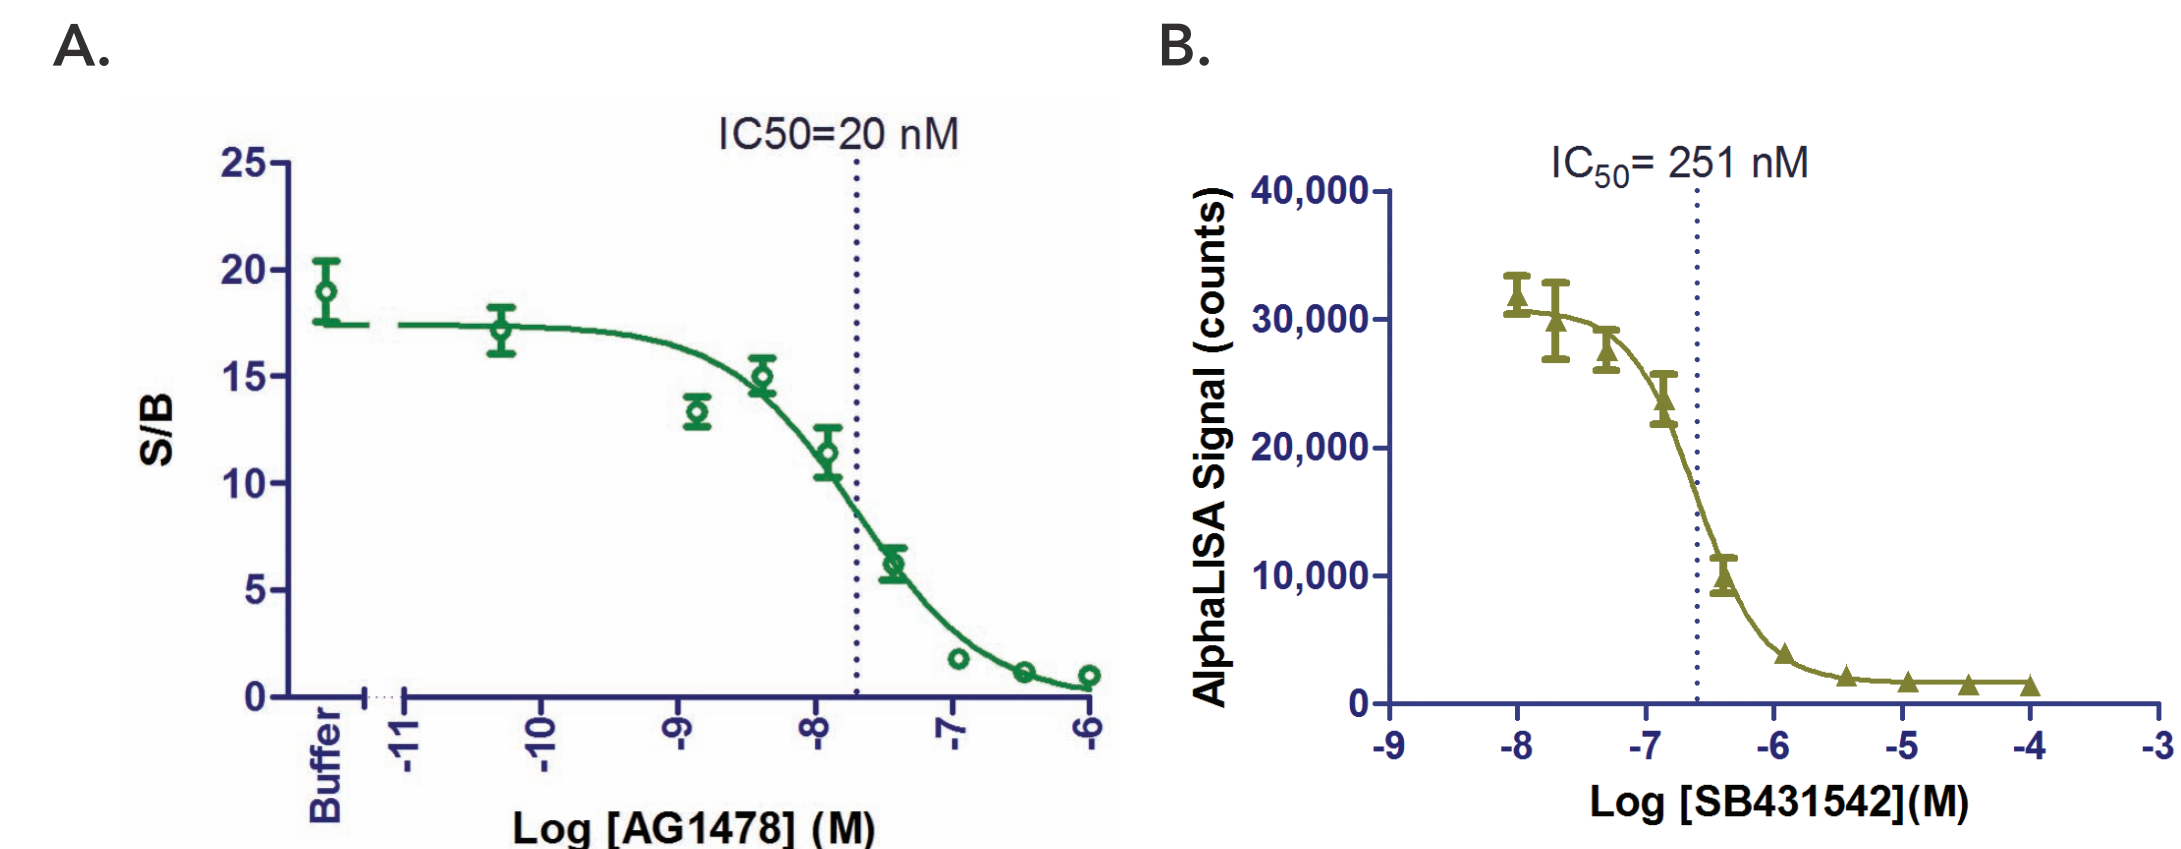 A.
IC50=20 nM
25
20
15
10
5
0
S/B
Buffer
-11
-10
-9
-8
-7
-6
Log [AG1478] (M)
B.
IC50= 251 nM
40,000
30,000
20,000
10,000
0
AlphaLISA Signal (counts)
-9
-8
-7
-6
-5
-4
-3
Log [SB431542](M)